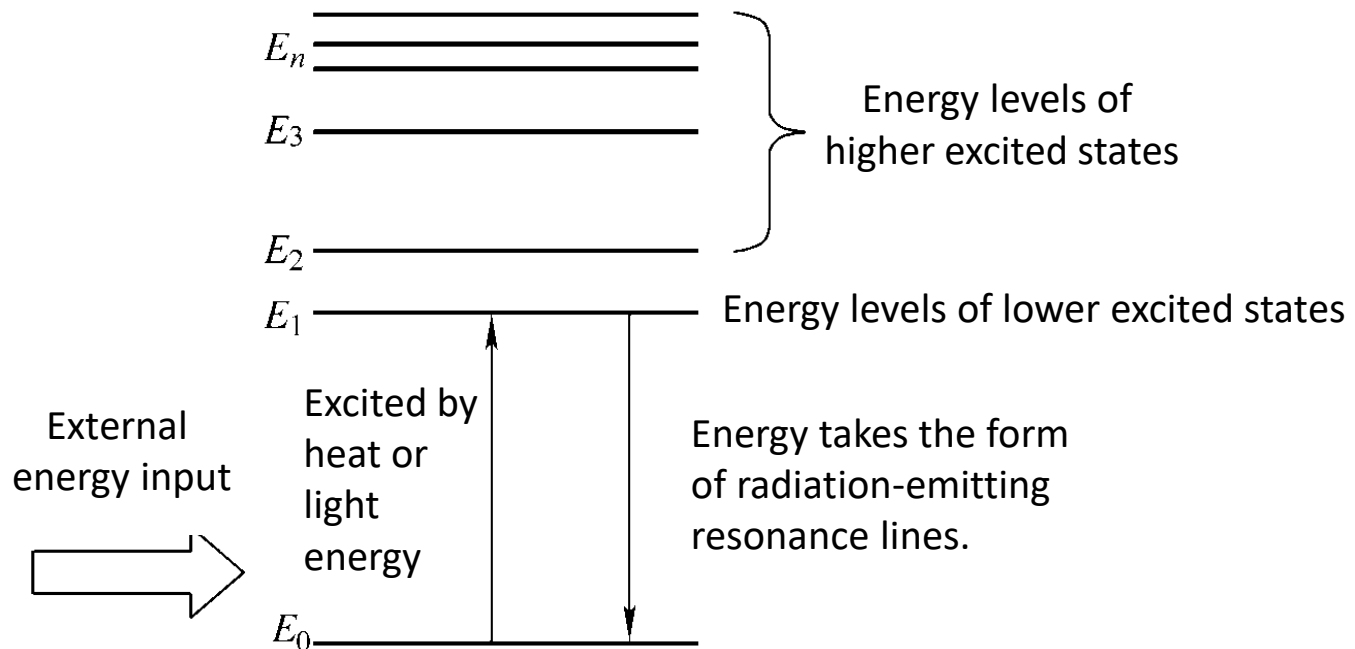 Eₙ
Energy levels of
higher excited states
E₃
E₂
E₁
Energy levels of lower excited states
External
energy input
Excited by
heat or
light
energy
Energy takes the form
of radiation-emitting
resonance lines.
E₀